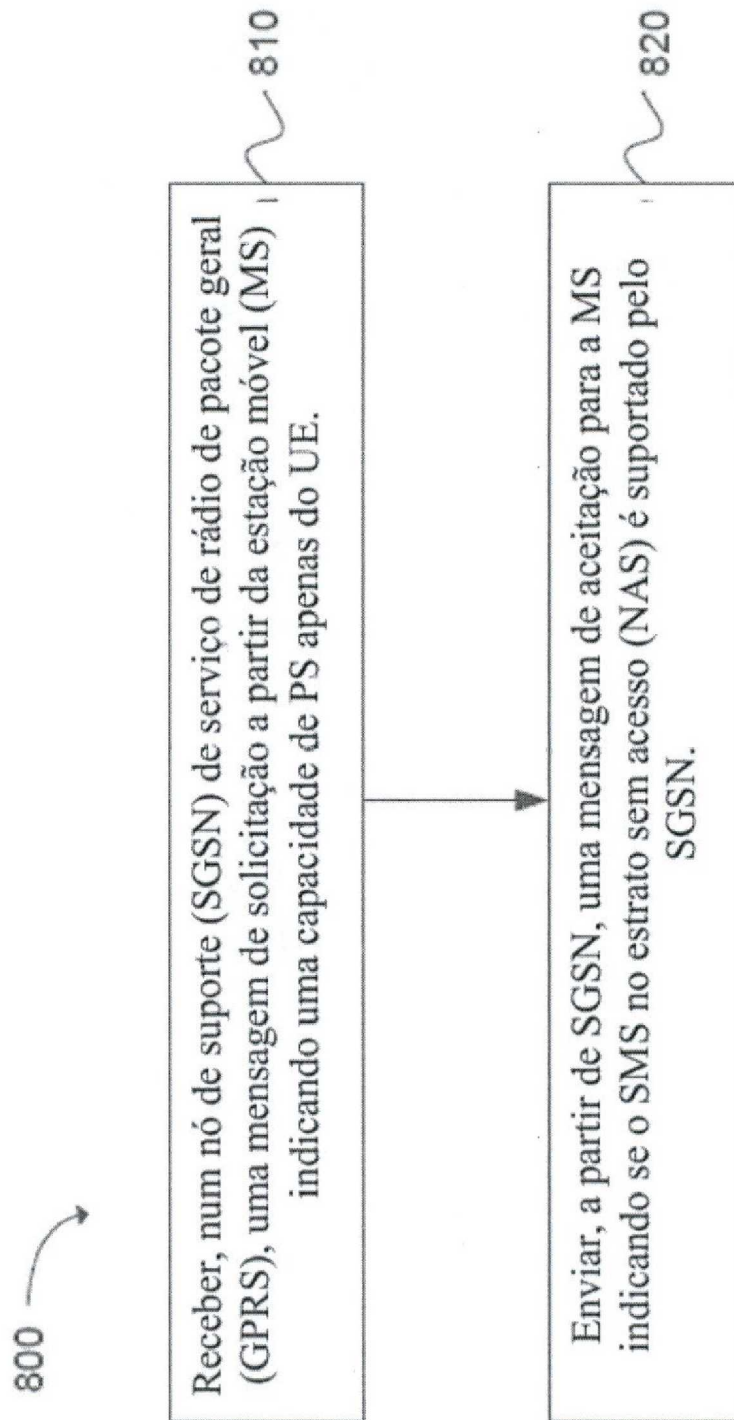 800
Receber, num nó de suporte (SGSN) de serviço de rádio de pacote geral
(GPRS), uma mensagem de solicitação a partir da estação móvel (MS)
indicando uma capacidade de PS apenas do UE.
810
Enviar, a partir de SGSN, uma mensagem de aceitação para a MS
indicando se o SMS no estrato sem acesso (NAS) é suportado pelo
SGSN.
820